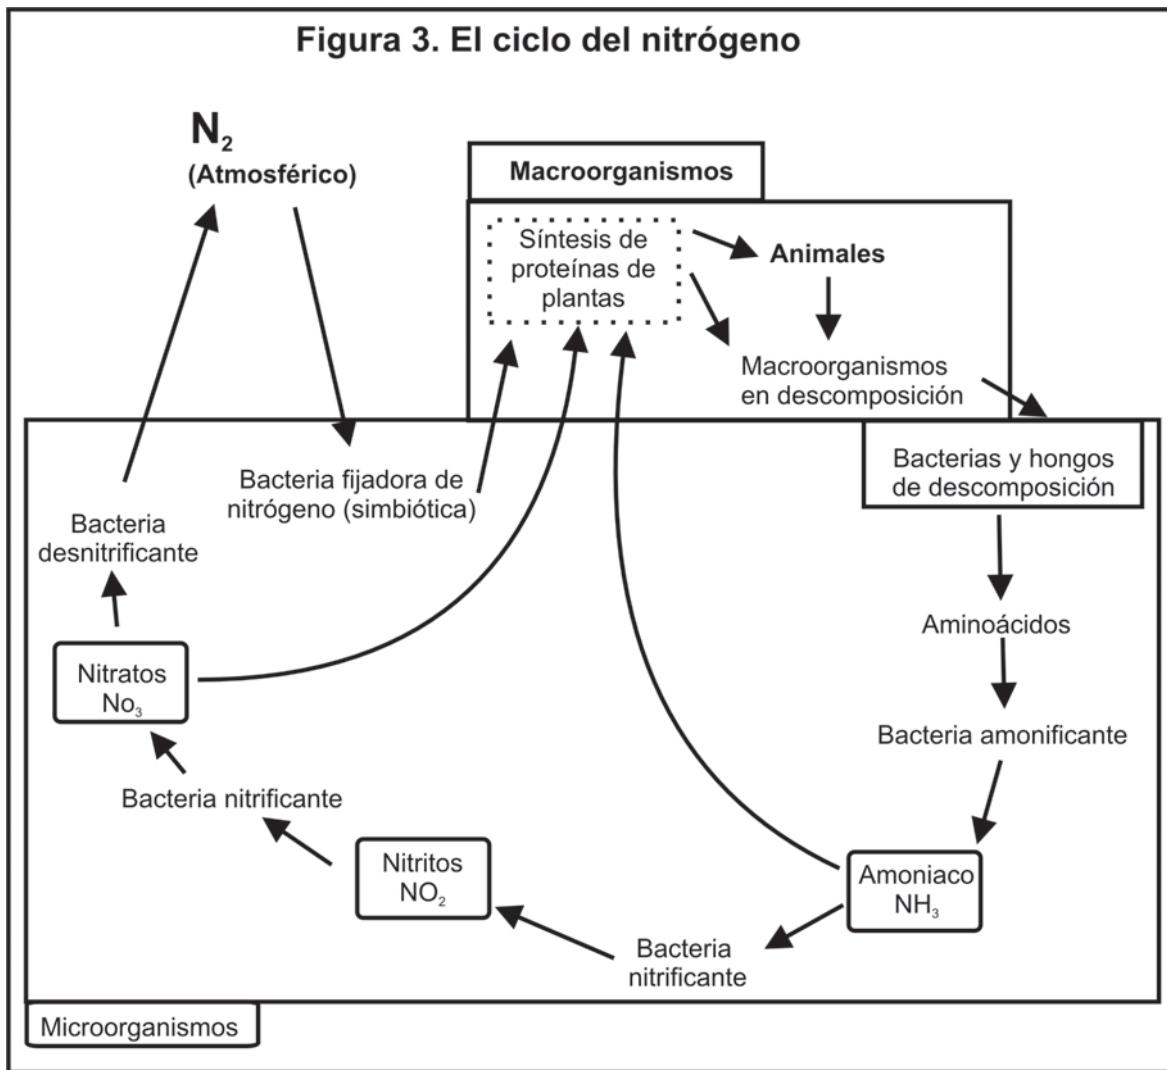 Figura 3. El ciclo del nitrógeno
N₂
(Atmosférico)
Macroorganismos
Síntesis de
proteínas de
plantas
Animales
Macroorganismos
en descomposición
Bacteria fijadora de
nitrógeno (simbiótica)
Bacterias y hongos
de descomposición
Bacteria
desnitrificante
Aminoácidos
Nitratos
No₃
Bacteria amonificante
Bacteria nitrificante
Nitritos
NO₂
Amoniaco
NH₃
Bacteria
nitrificante
Microorganismos